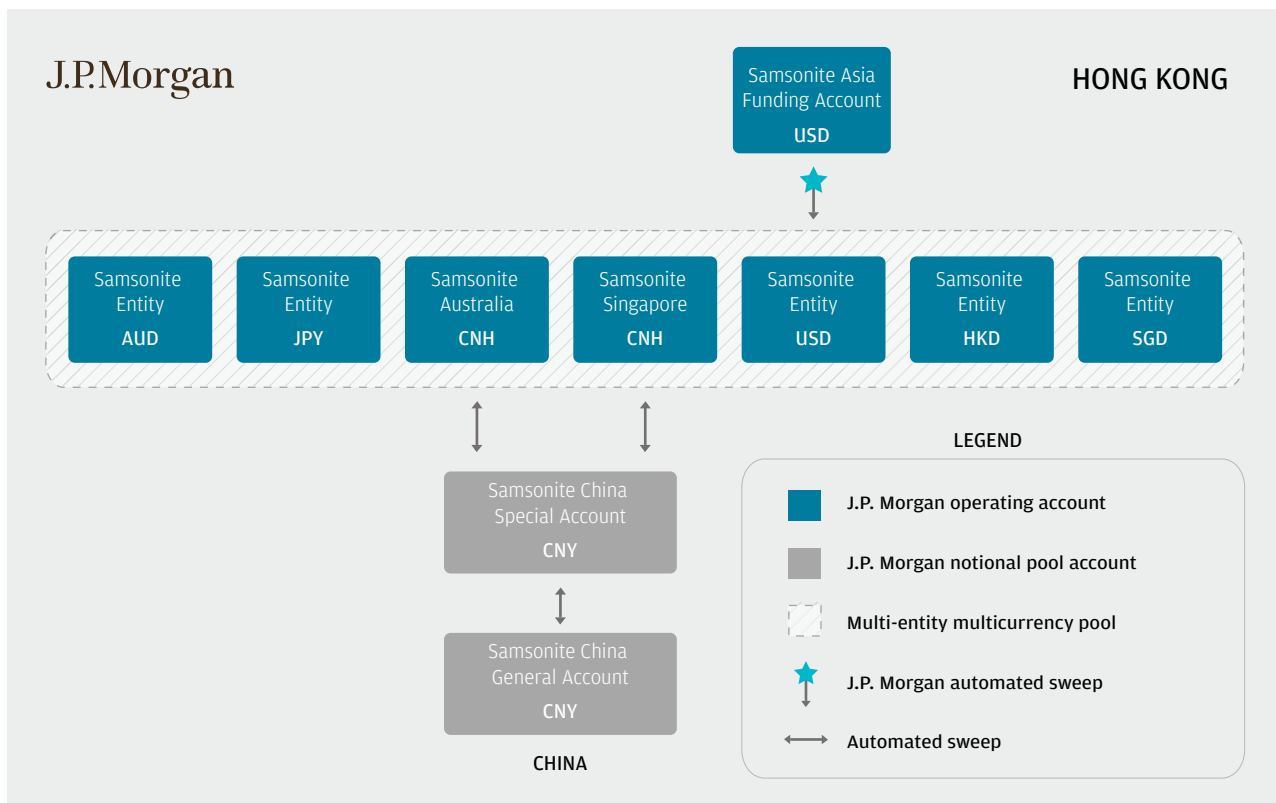 J.P.Morgan
HONG KONG
Samsonite Asia
Funding Account
USD
Samsonite
Entity
AUD
Samsonite
Entity
JPY
Samsonite
Australia
CNH
Samsonite
Singapore
CNH
Samsonite
Entity
USD
Samsonite
Entity
HKD
Samsonite
Entity
SGD
Samsonite China
Special Account
CNY
Samsonite China
General Account
CNY
CHINA
LEGEND
J.P. Morgan operating account
J.P. Morgan notional pool account
Multi-entity multicurrency pool
J.P. Morgan automated sweep
Automated sweep